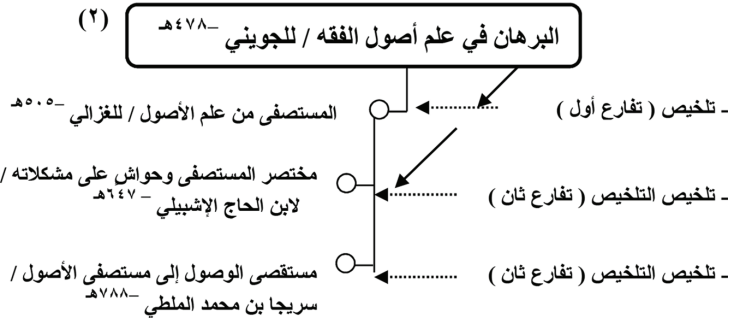 (٢)
البرهان في علم أصول الفقه / للجويني –٤٧٨هـ
- تلخيص ( تفارع أول )
المستصفى من علم الأصول / للغزالي –٥٠٥هـ
- تلخيص التلخيص ( تفارع ثان )
مختصر المستصفى وحواش على مشكلاته /
لابن الحاج الإشبيلي –٦٤٧هـ
- تلخيص التلخيص ( تفارع ثان )
مستقصى الوصول إلى مستصفى الأصول /
سريجا بن محمد الملطي –٧٨٨هـ